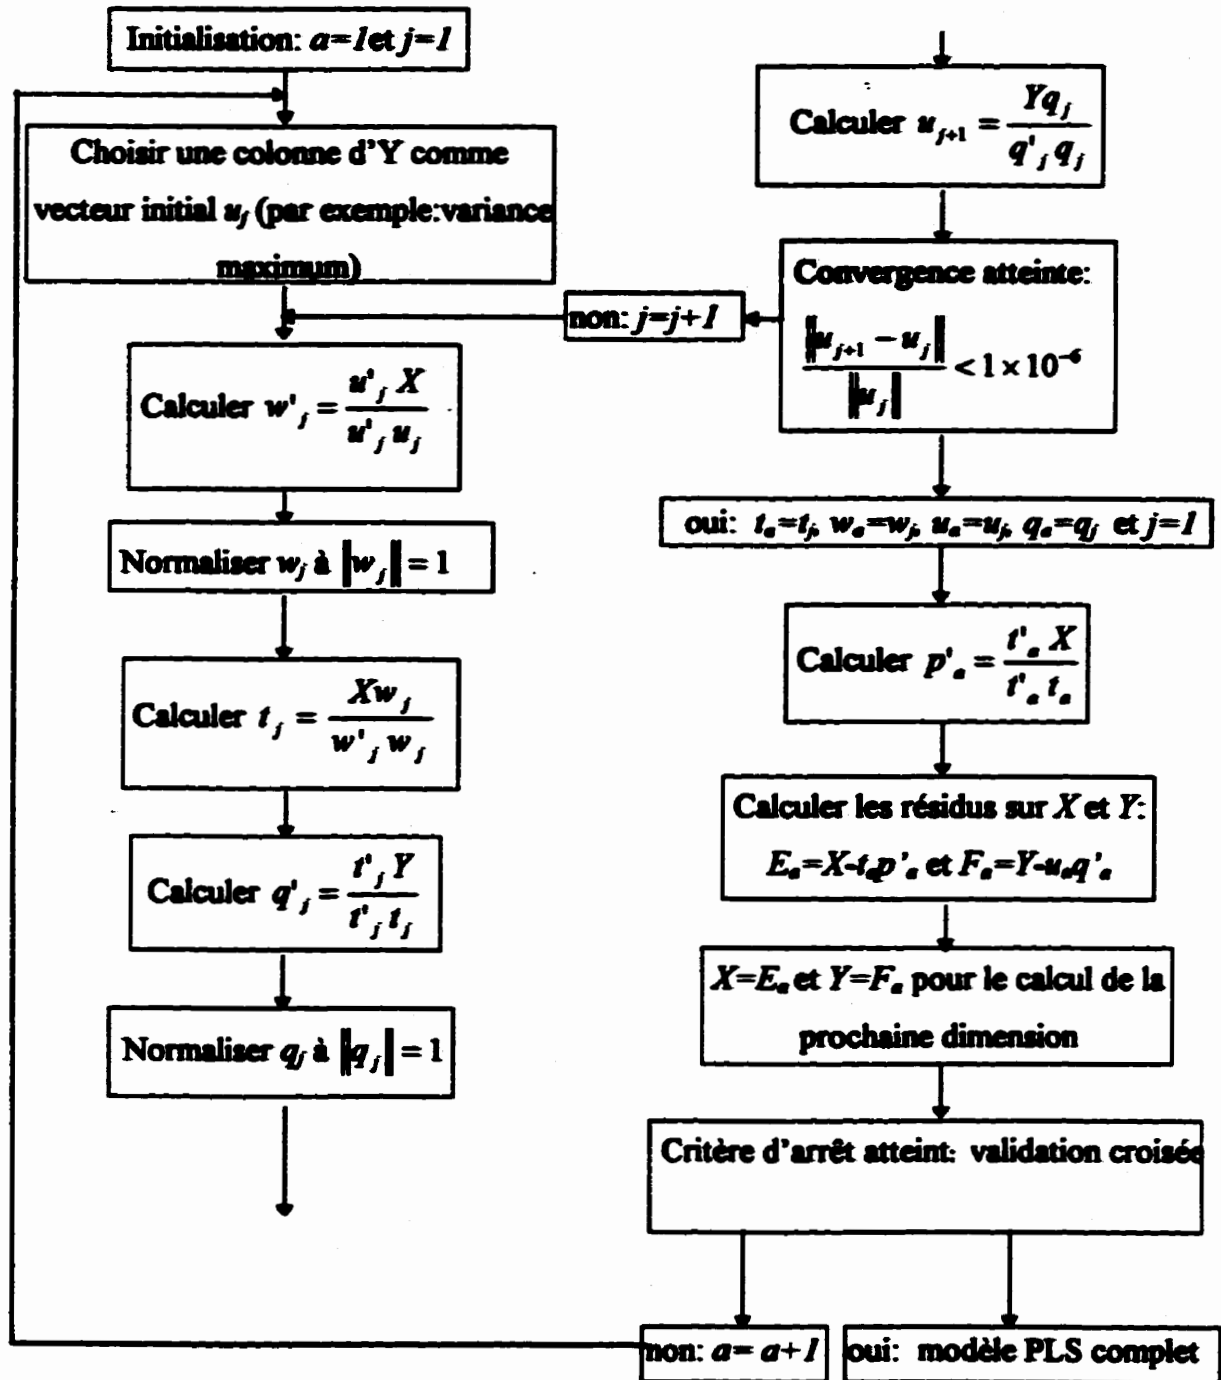 Initialisation: a=1 et j=1
Choisir une colonne d'Y comme
vecteur initial u_j (par exemple:variance
maximum)
Calculer w'_j = u'_j X / u'_j u_j
Normaliser w_j à ||w_j|| = 1
Calculer t_j = Xw_j / w'_j w_j
Calculer q'_j = t'_j Y / t'_j t_j
Normaliser q_j à ||q_j|| = 1
Calculer u_{j+1} = Yq_j / q'_j q_j
Convergence atteinte:
||u_{j+1} − u_j|| / ||u_j|| < 1 × 10^{-6}
non: j=j+1
oui: t_a=t_j, w_a=w_j, u_a=u_j, q_a=q_j et j=1
Calculer p'_a = t'_a X / t'_a t_a
Calculer les résidus sur X et Y:
E_a=X-t_a p'_a et F_a=Y-u_a q'_a
X=E_a et Y=F_a pour le calcul de la
prochaine dimension
Critère d'arrêt atteint: validation croisée
non: a= a+1
oui: modèle PLS complet